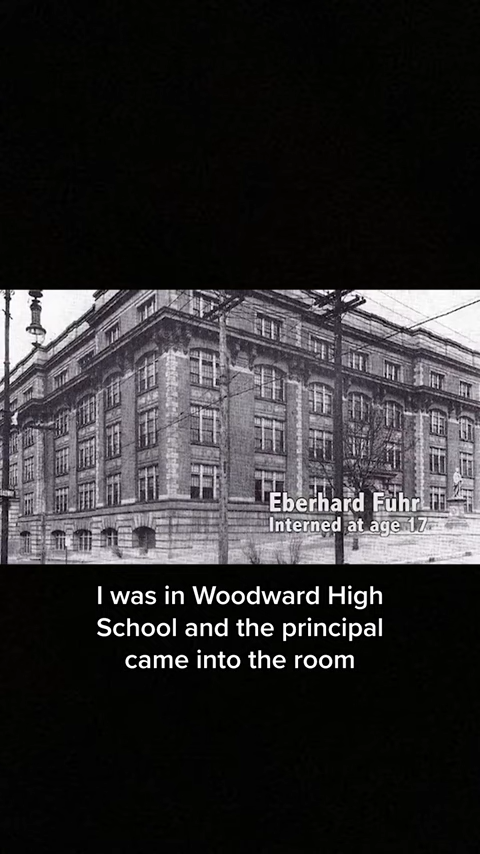 Eberhard Fuhr
Interned at age 17
I was in Woodward High
School and the principal
came into the room